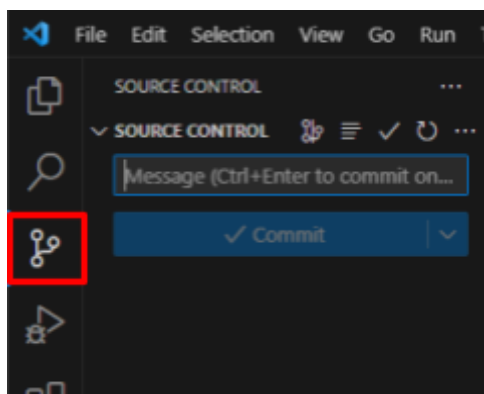 File Edit Selection View Go Run
SOURCE CONTROL
SOURCE CONTROL
Message (Ctrl+Enter to commit on...
Commit